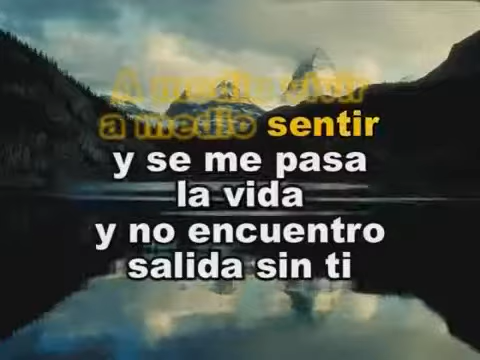 A medio vivir
a medio sentir
y se me pasa
la vida
y no encuentro
salida sin ti